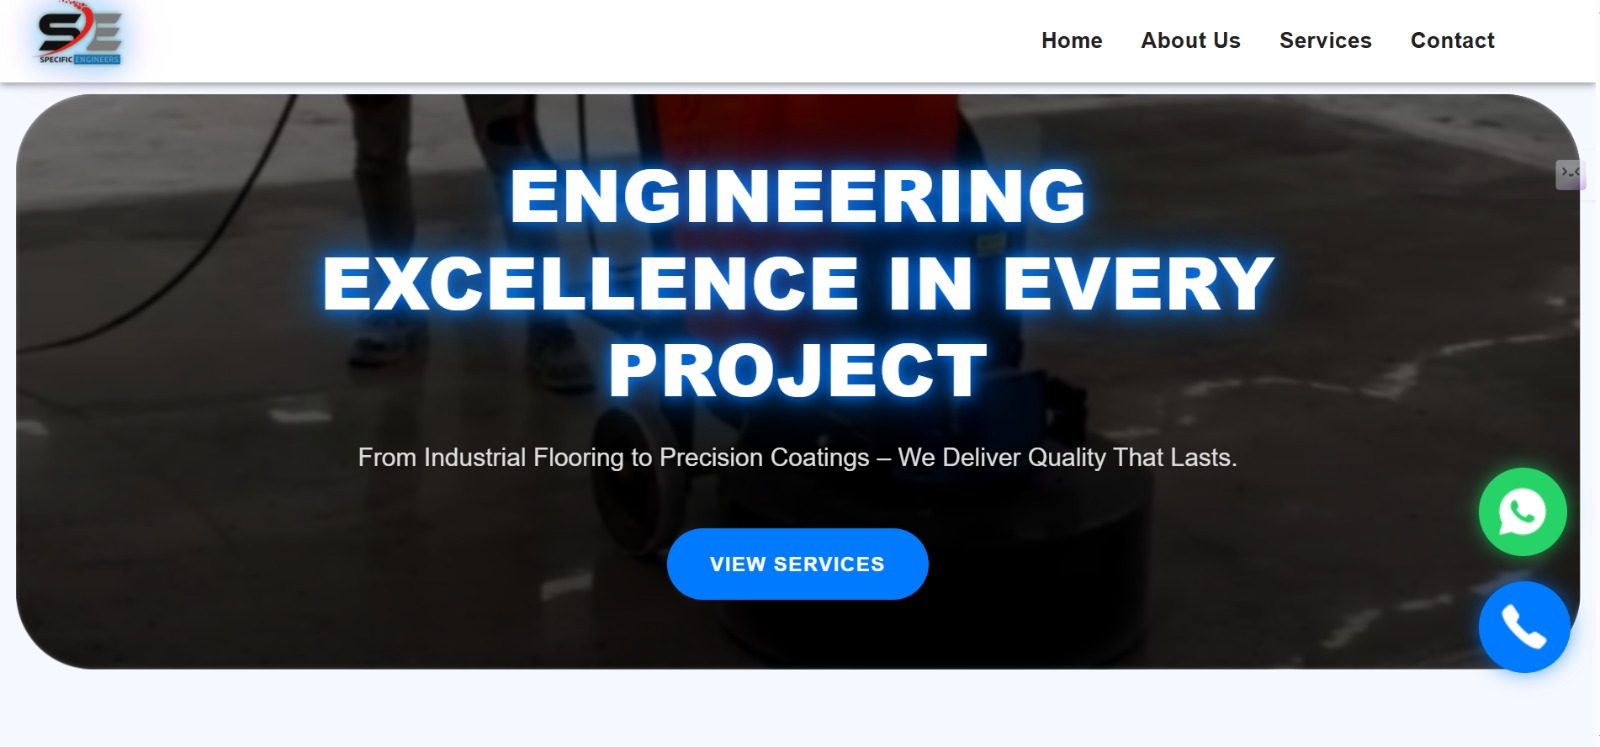 SE
SPECIFIC ENGINEERS
Home About Us Services Contact
ENGINEERING
EXCELLENCE IN EVERY
PROJECT
From Industrial Flooring to Precision Coatings – We Deliver Quality That Lasts.
VIEW SERVICES